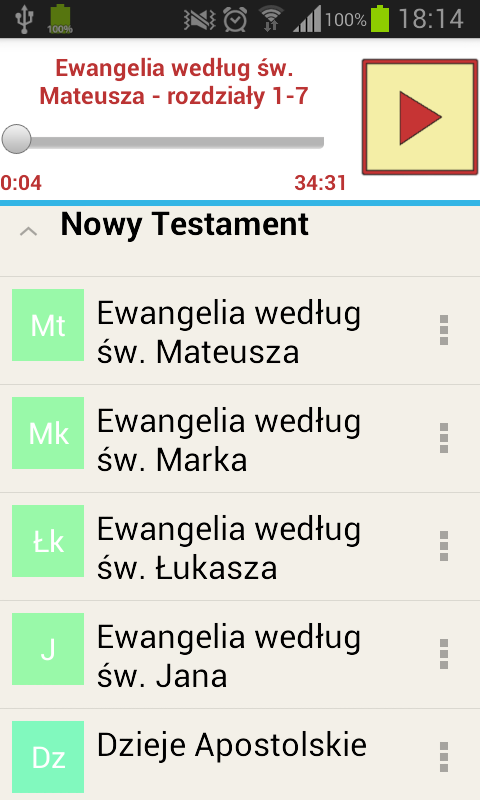 100% 100% 18:14
Ewangelia według św.
Mateusza - rozdziały 1-7
0:04 34:31
Nowy Testament
Mt Ewangelia według
św. Mateusza
Mk Ewangelia według
św. Marka
Łk Ewangelia według
św. Łukasza
J Ewangelia według
św. Jana
Dz Dzieje Apostolskie